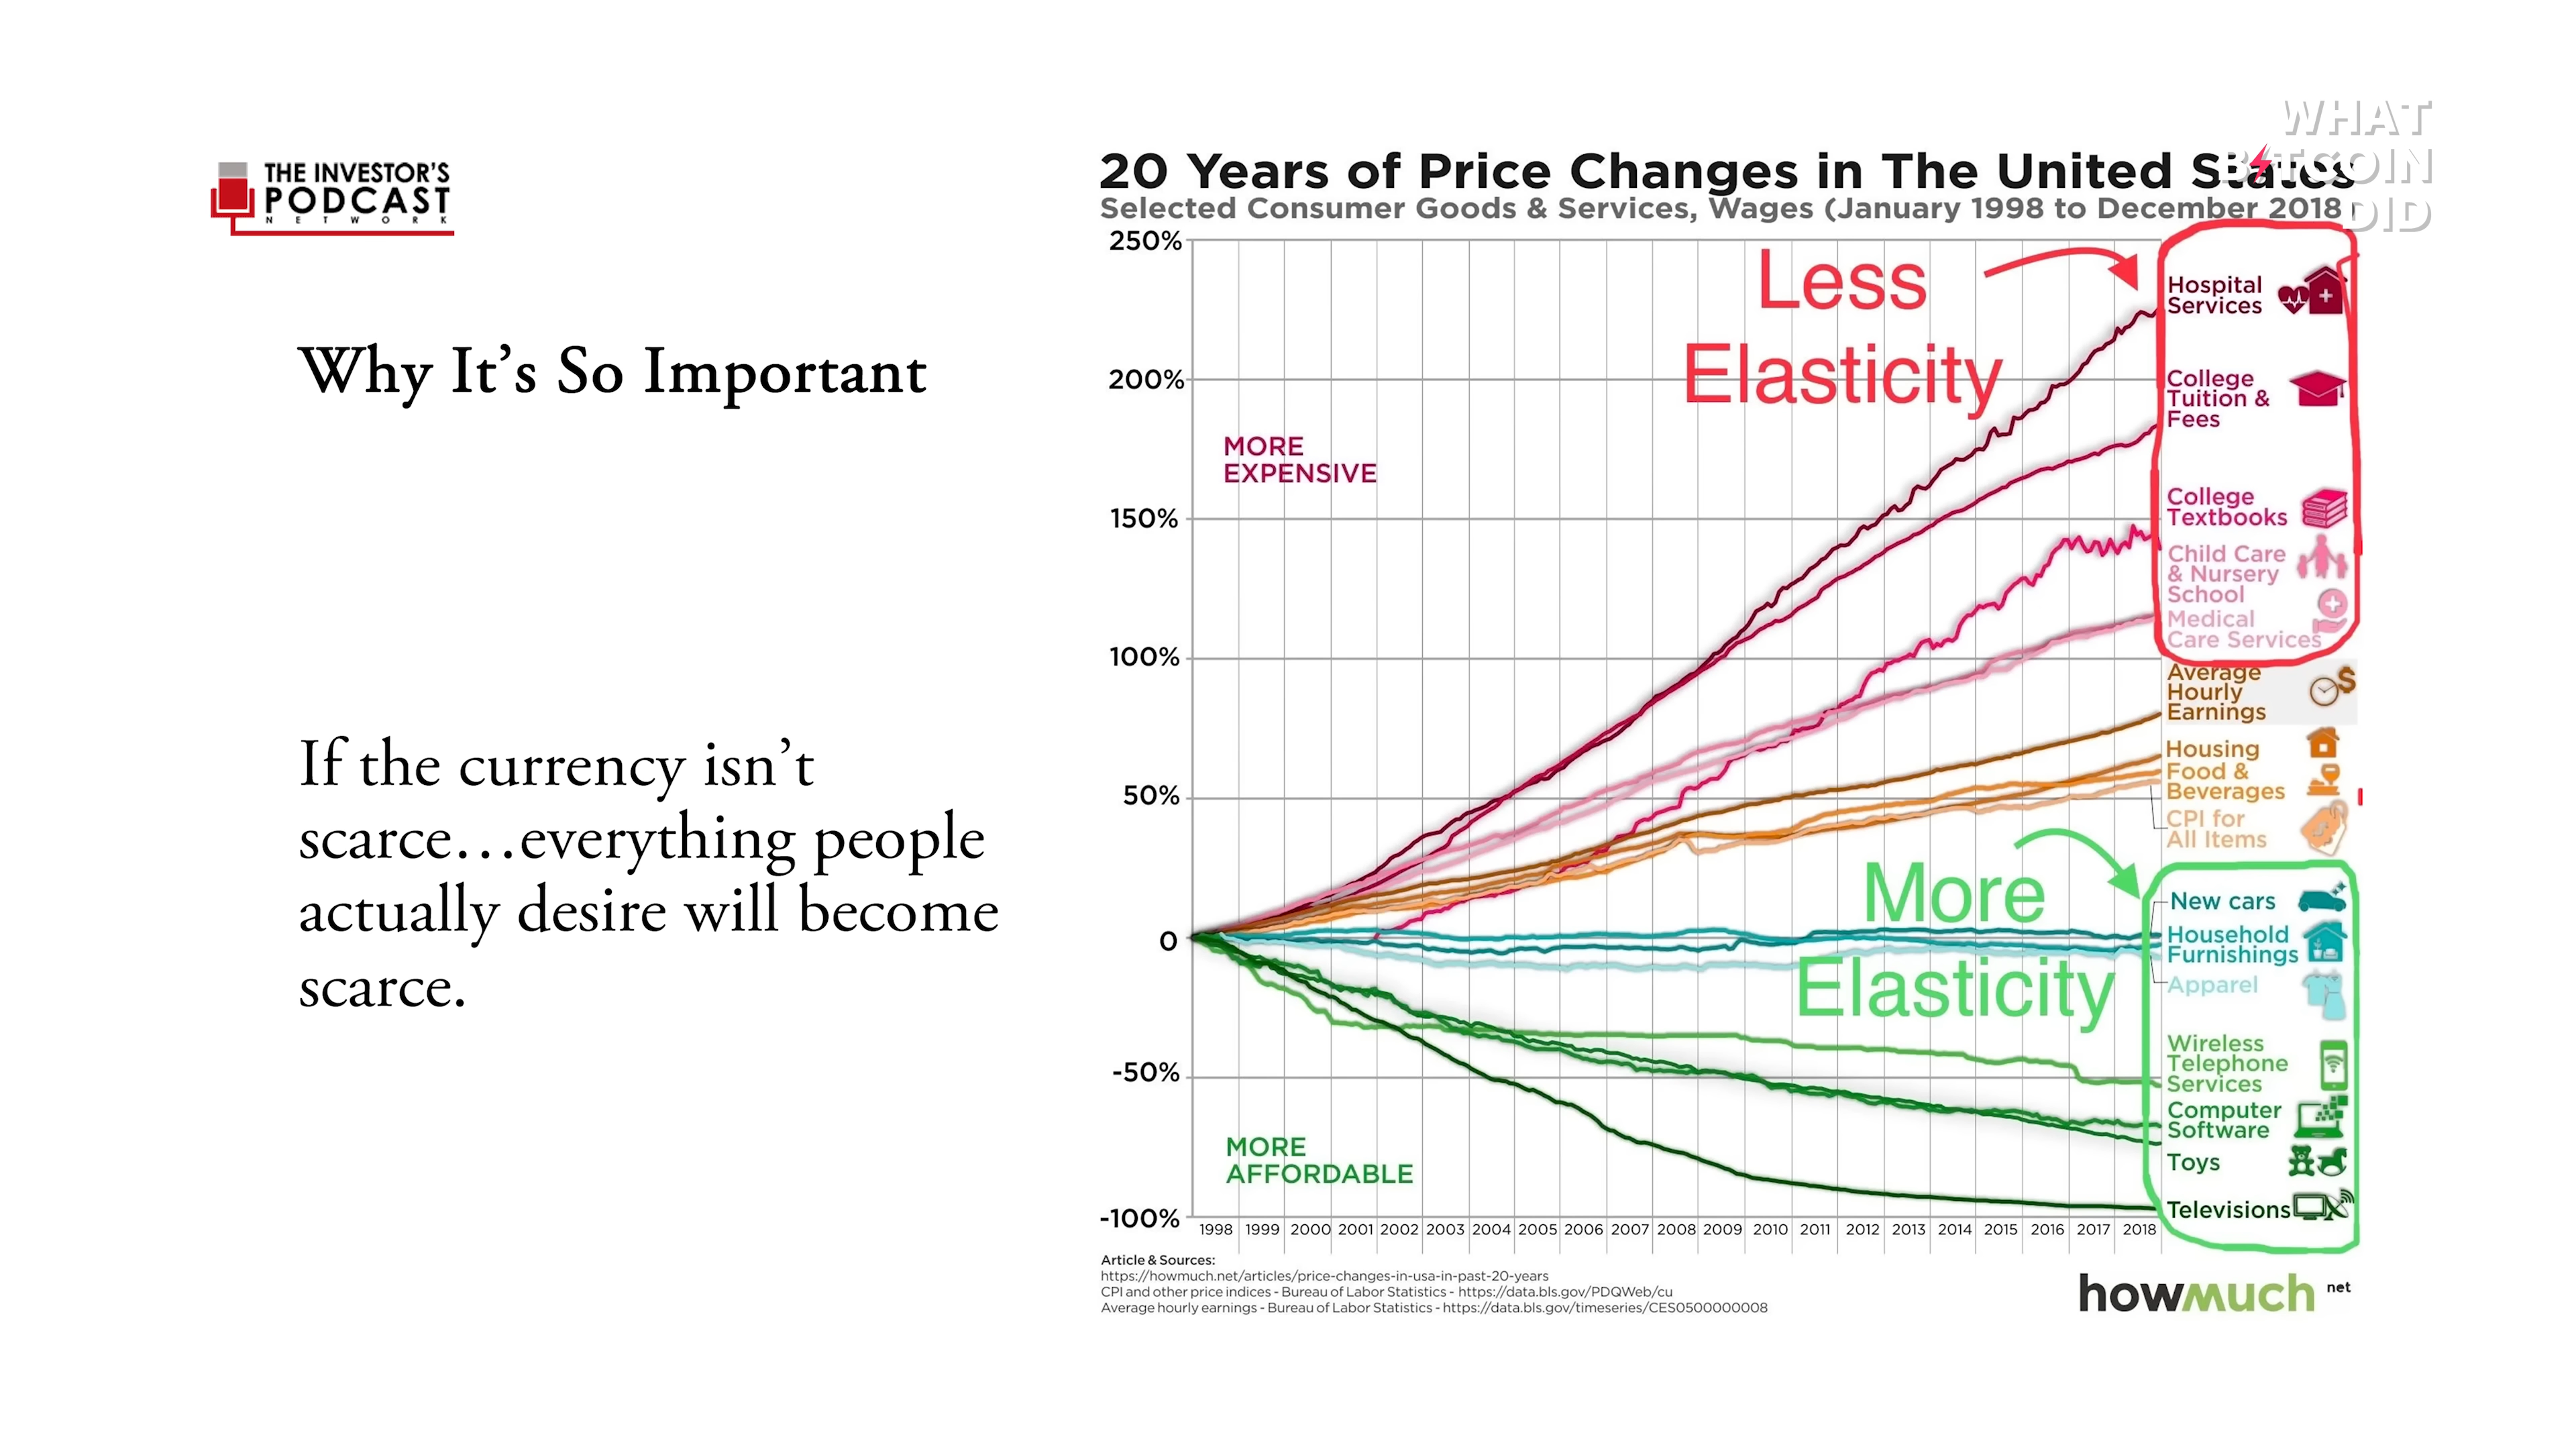 THE INVESTOR'S
PODCAST
NETWORK
Why It's So Important
If the currency isn't
scarce…everything people
actually desire will become
scarce.
WHAT
BITCOIN
DID
20 Years of Price Changes in The United States
Selected Consumer Goods & Services, Wages (January 1998 to December 2018)
250%
200%
150%
100%
50%
0
-50%
-100%
Less
Elasticity
MORE
EXPENSIVE
More
Elasticity
MORE
AFFORDABLE
Hospital
Services
College
Tuition &
Fees
College
Textbooks
Child Care
& Nursery
School
Medical
Care Services
Average
Hourly
Earnings
Housing
Food &
Beverages
CPI for
All Items
New cars
Household
Furnishings
Apparel
Wireless
Telephone
Services
Computer
Software
Toys
Televisions
1998 1999 2000 2001 2002 2003 2004 2005 2006 2007 2008 2009 2010 2011 2012 2013 2014 2015 2016 2017 2018
Article & Sources:
https://howmuch.net/articles/price-changes-in-usa-in-past-20-years
CPI and other price indices - Bureau of Labor Statistics - https://data.bls.gov/PDQWeb/cu
Average hourly earnings - Bureau of Labor Statistics - https://data.bls.gov/timeseries/CES0500000008
howmuch net